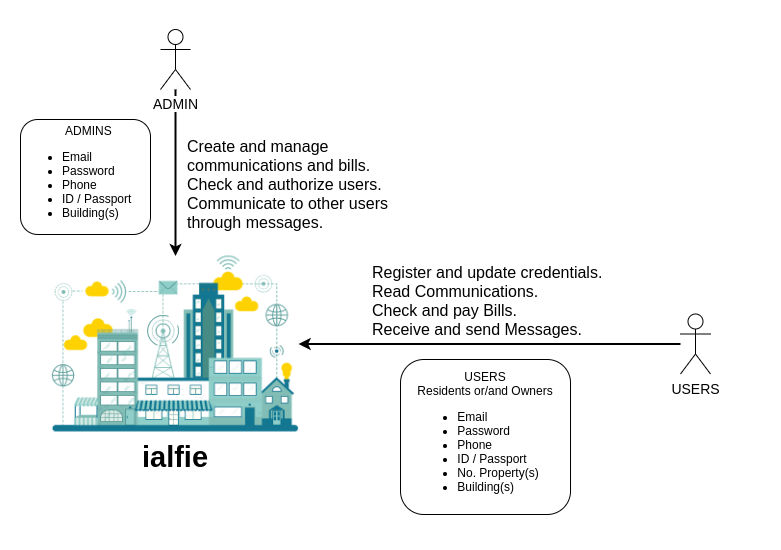 ADMIN
ADMINS
Email
Password
Phone
ID / Passport
Building(s)
Create and manage
communications and bills.
Check and authorize users.
Communicate to other users
through messages.
Register and update credentials.
Read Communications.
Check and pay Bills.
Receive and send Messages.
USERS
USERS
Residents or/and Owners
Email
Password
Phone
ID / Passport
No. Property(s)
Building(s)
ialfie